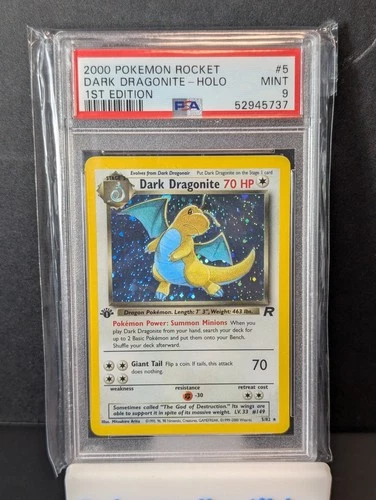 2000 POKEMON ROCKET #5
DARK DRAGONITE - HOLO MINT
1ST EDITION 9
PSA 52945737
Evolves from Dark Dragonair Put Dark Dragonite on the Stage 1 card
STAGE 2
Dark Dragonite 70 HP
Dragon Pokémon. Length: 7' 3", Weight: 463 lbs.
1 R
Pokémon Power: Summon Minions When you
play Dark Dragonite from your hand, search your deck for
up to 2 Basic Pokémon and put them onto your Bench.
Shuffle your deck afterward.
Giant Tail Flip a coin. If tails, this attack 70
does nothing.
weakness resistance retreat cost
-30
Sometimes called "The God of Destruction." Its wings are
able to support it in spite of its massive weight. LV. 33 #149
5/82